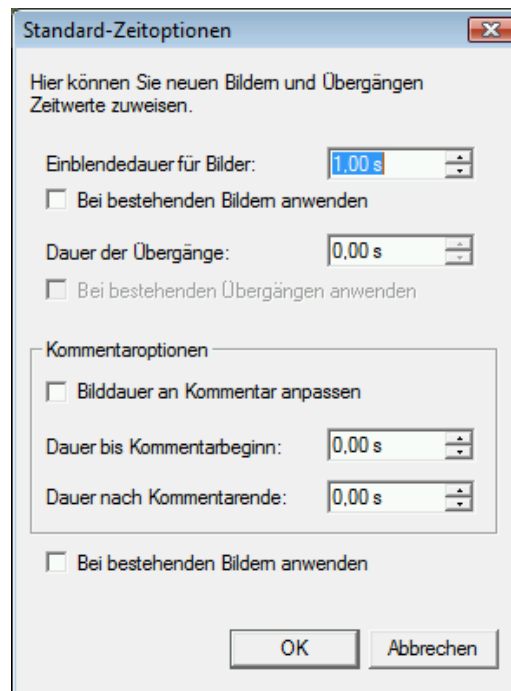 Standard-Zeitoptionen
Hier können Sie neuen Bildern und Übergängen
Zeitwerte zuweisen.
Einblendedauer für Bilder: 1,00 s
Bei bestehenden Bildern anwenden
Dauer der Übergänge: 0,00 s
Bei bestehenden Übergängen anwenden
Kommentaroptionen
Bilddauer an Kommentar anpassen
Dauer bis Kommentarbeginn: 0,00 s
Dauer nach Kommentarende: 0,00 s
Bei bestehenden Bildern anwenden
OK Abbrechen